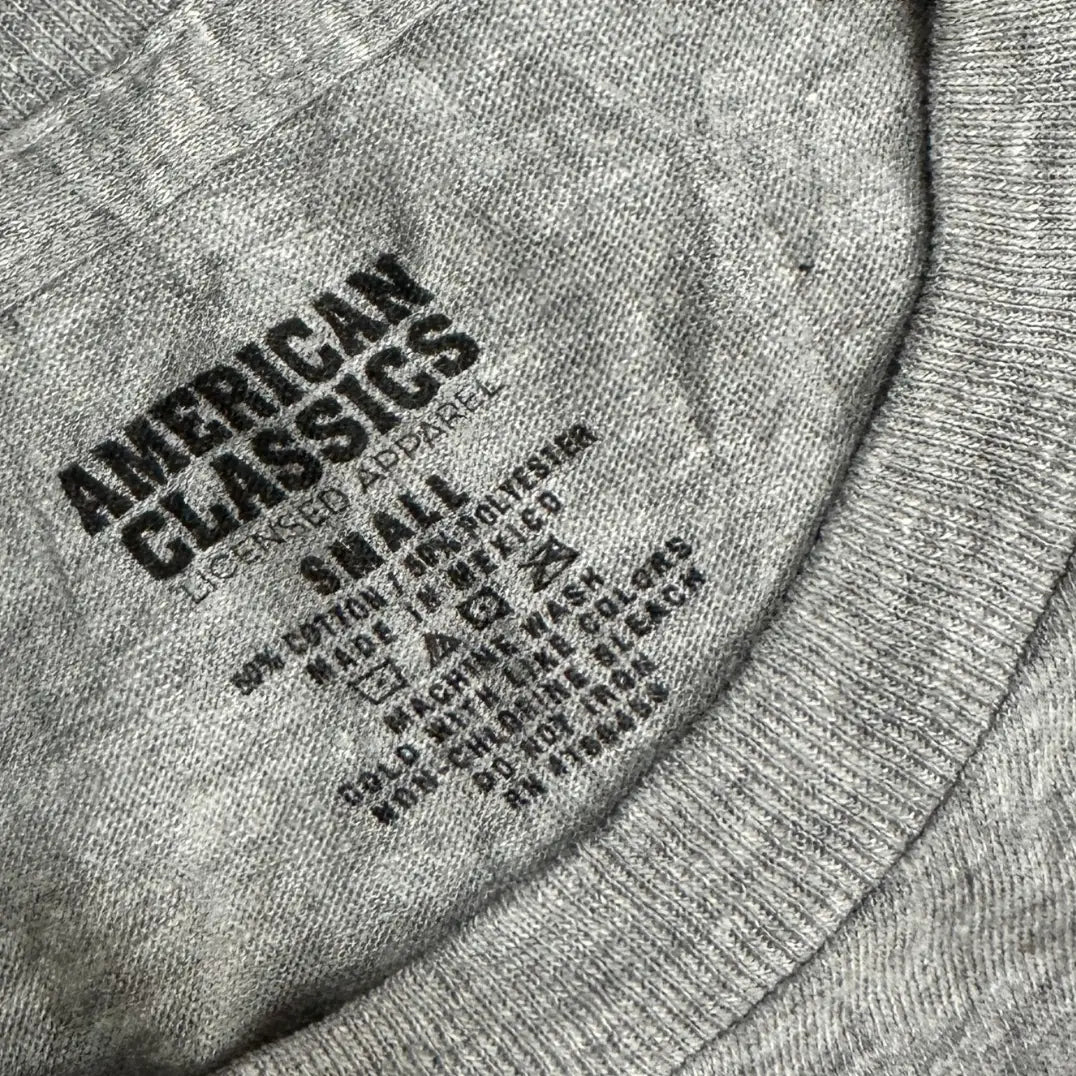 AMERICAN
CLASSICS
LICENSED APPAREL
SMALL
COTTON / POLYESTER
MADE IN MEXICO
MACHINE WASH
COLD WITH LIKE COLORS
NON-CHLORINE BLEACH
DO NOT IRON
RN